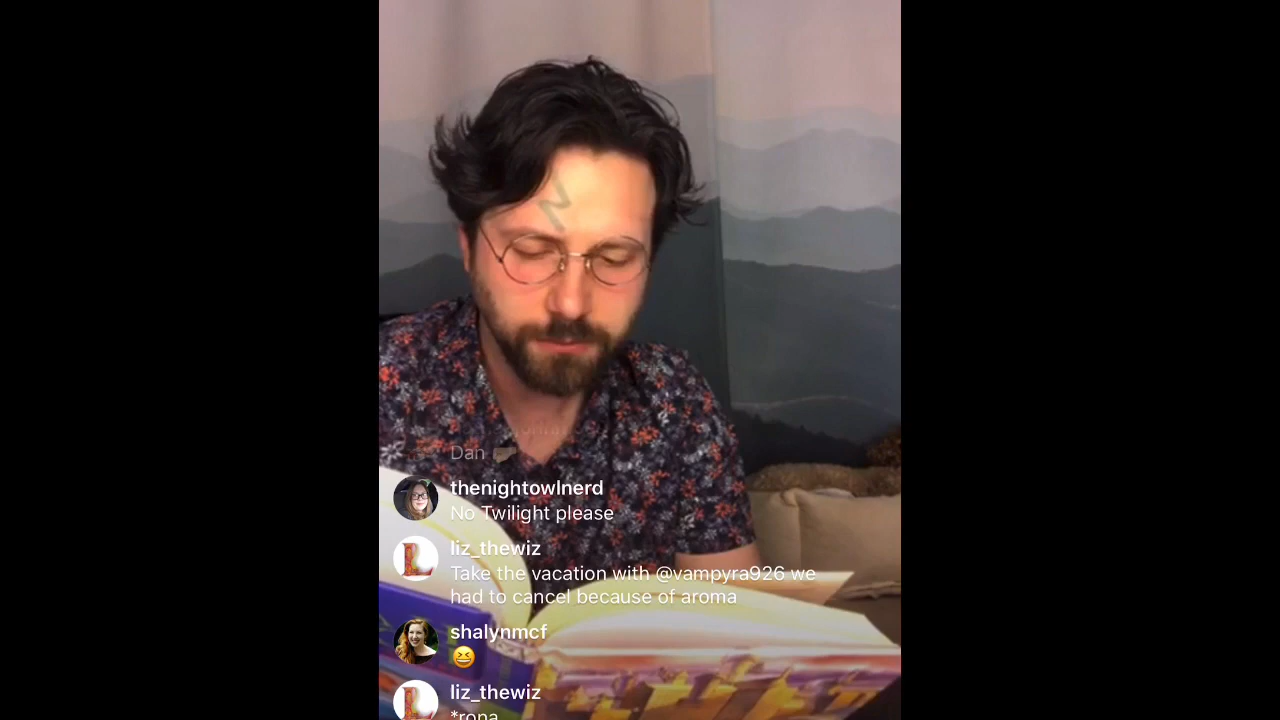 Dan
thenightowlnerd
No Twilight please
liz_thewiz
Take the vacation with @vampyra926 we
had to cancel because of aroma
shalynmcf
liz_thewiz
*rona